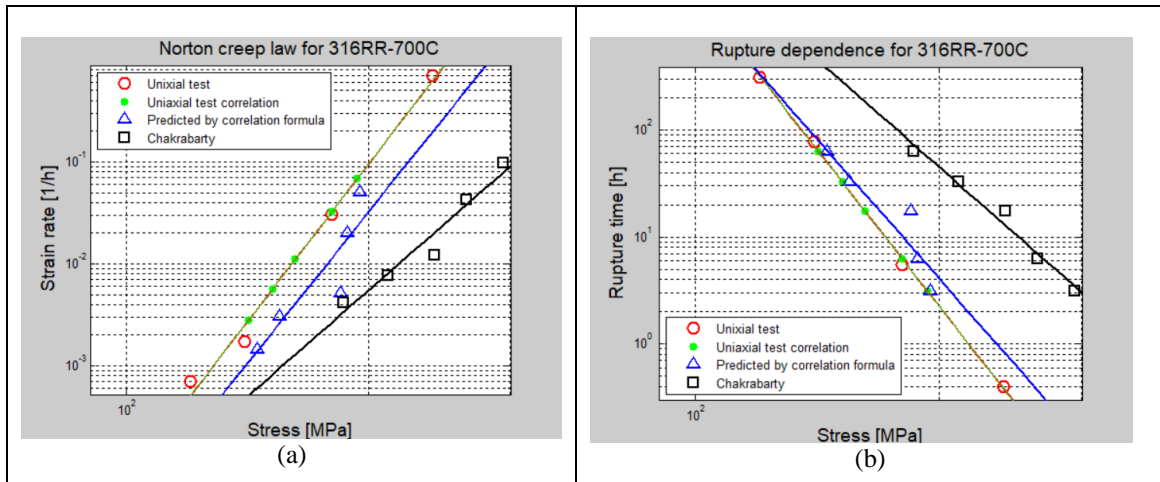 Norton creep law for 316RR-700C
Unixial test
Uniaxial test correlation
Predicted by correlation formula
Chakrabarty
Strain rate [1/h]
10^-1
10^-2
10^-3
10^2
Stress [MPa]
(a)
Rupture dependence for 316RR-700C
Rupture time [h]
10^2
10^1
10^0
Unixial test
Uniaxial test correlation
Predicted by correlation formula
Chakrabarty
10^2
Stress [MPa]
(b)